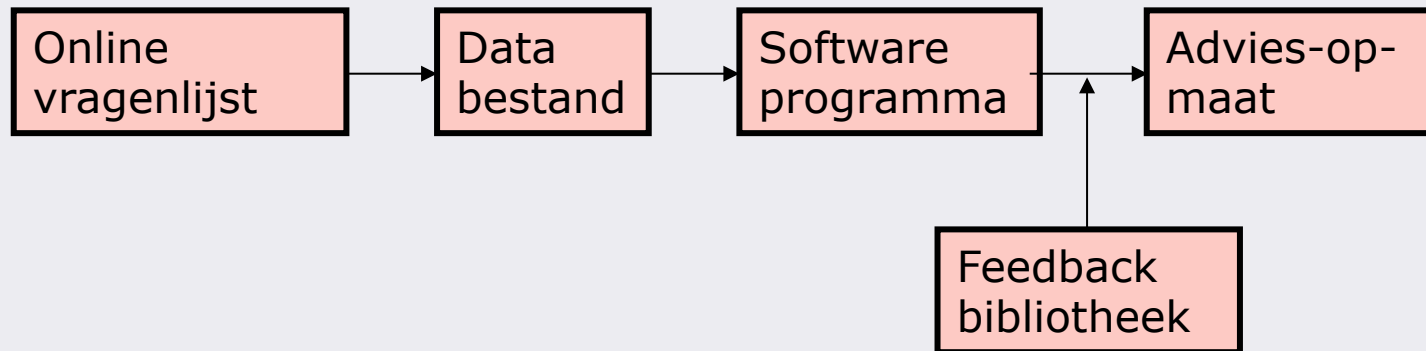 Online
vragenlijst
Data
bestand
Software
programma
Advies-op-
maat
Feedback
bibliotheek